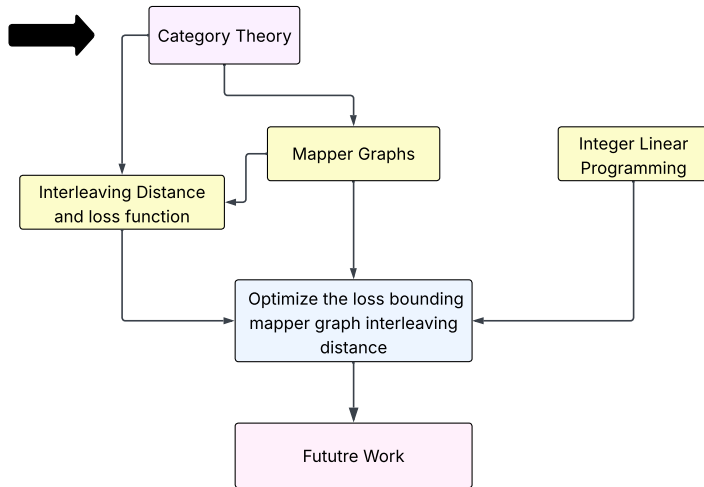 Category Theory
Mapper Graphs
Integer Linear
Programming
Interleaving Distance
and loss function
Optimize the loss bounding
mapper graph interleaving
distance
Fututre Work